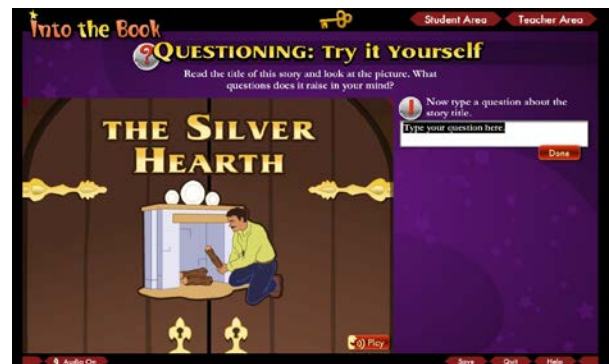 Into the Book
Student Area
Teacher Area
QUESTIONING: Try it Yourself
Read the title of this story and look at the picture. What
questions does it raise in your mind?
THE SILVER
HEARTH
Play
Now type a question about the
story title.
Type your question here.
Done
Audio On
Save
Quit
Help